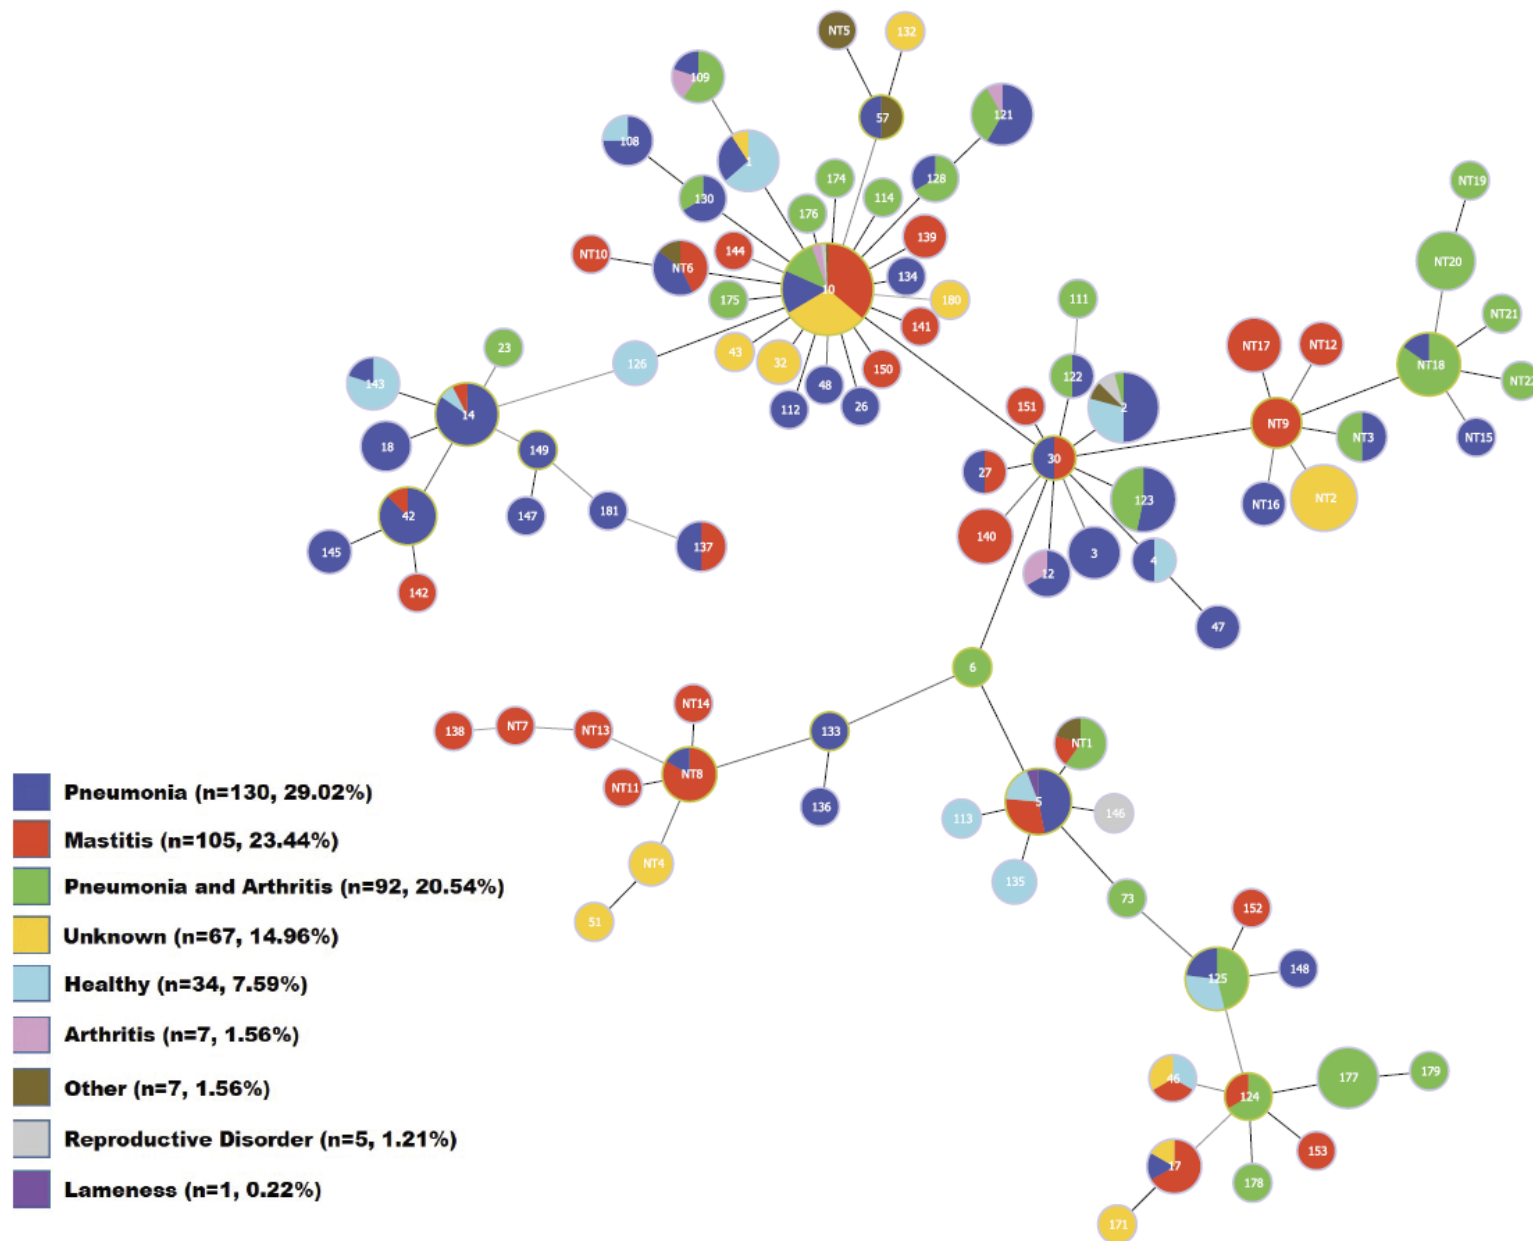 NT5
132
109
57
121
108
1
174
128
130
176
114
NT19
139
144
NT10
NT6
134
NT20
10
175
180
111
NT21
141
NT17
NT12
23
43
32
126
150
122
NT18
NT22
143
48
26
112
151
2
14
NT9
NT3
NT15
18
149
30
27
NT2
NT16
123
42
147
181
140
145
137
3
4
12
142
47
6
NT14
138
NT7
NT13
133
NT1
NT8
NT11
136
5
113
146
NT4
135
73
51
152
125
148
46
124
177
179
17
153
178
171
Pneumonia (n=130, 29.02%)
Mastitis (n=105, 23.44%)
Pneumonia and Arthritis (n=92, 20.54%)
Unknown (n=67, 14.96%)
Healthy (n=34, 7.59%)
Arthritis (n=7, 1.56%)
Other (n=7, 1.56%)
Reproductive Disorder (n=5, 1.21%)
Lameness (n=1, 0.22%)